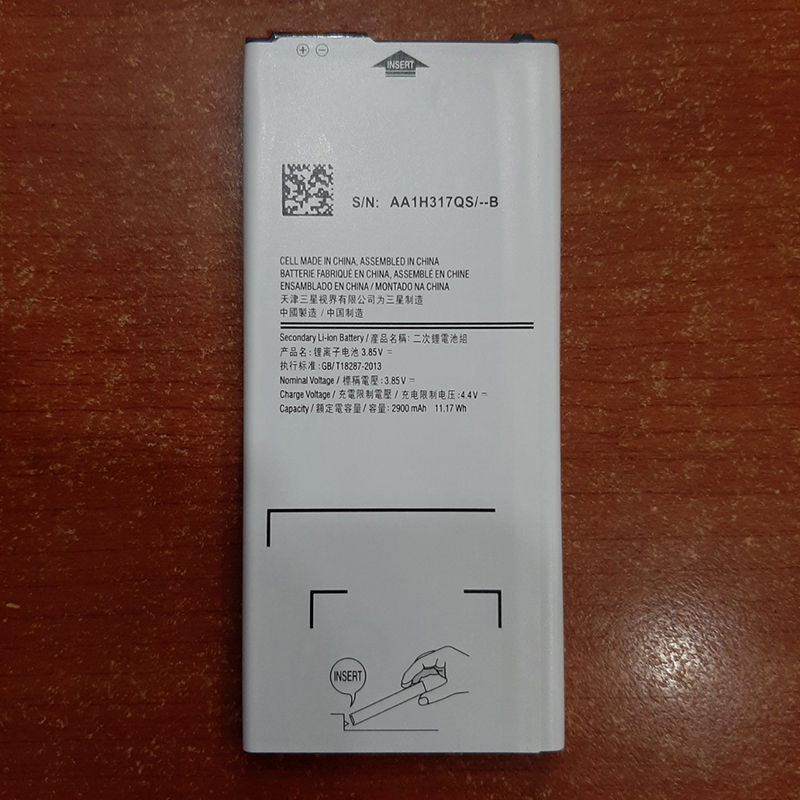 INSERT
S/N: AA1H317QS/--B
CELL MADE IN CHINA, ASSEMBLED IN CHINA
BATTERIE FABRIQUÉ EN CHINA, ASSEMBLÉ EN CHINE
ENSAMBLADO EN CHINA / MONTADO NA CHINA
天津三星视界有限公司为三星制造
中國製造 / 中国制造
Secondary Li-ion Battery / 產品名稱: 二次鋰電池組
产品名: 锂离子电池 3.85V ⎓
执行标准: GB/T18287-2013
Nominal Voltage / 標稱電壓: 3.85V ⎓
Charge Voltage / 充電限制電壓 / 充电限制电压: 4.4V ⎓
Capacity / 額定電容量 / 容量: 2900 mAh 11.17 Wh
INSERT